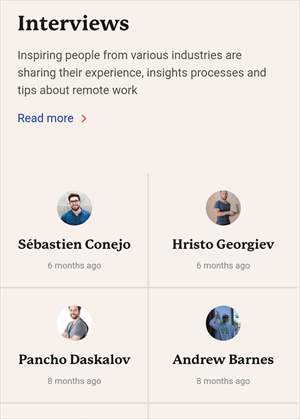 Interviews
Inspiring people from various industries are
sharing their experience, insights processes and
tips about remote work
Read more
Sébastien Conejo
Hristo Georgiev
6 months ago
6 months ago
Pancho Daskalov
Andrew Barnes
8 months ago
8 months ago